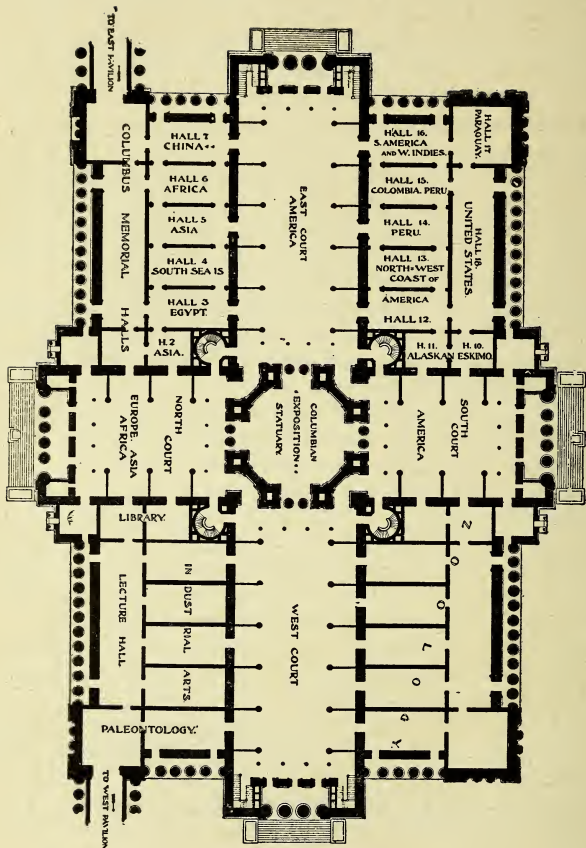 TO EAST PAVILION
COLUMBUS MEMORIAL HALLS
HALL 7
CHINA
HALL 6
AFRICA
HALL 5
ASIA
HALL 4
SOUTH SEA IS
HALL 3
EGYPT.
H. 2
ASIA.
EAST COURT
AMERICA
HALL 16.
S. AMERICA
AND W. INDIES.
HALL 15.
COLOMBIA. PERU
HALL 14.
PERU.
HALL 13.
NORTH-WEST
COAST OF
AMERICA
HALL 12.
H. 11.
ALASKAN
H. 10.
ESKIMO.
HALL 17
PARAGUAY.
HALL 18.
UNITED STATES.
NORTH COURT
EUROPE. ASIA
AFRICA
COLUMBIAN
EXPOSITION
STATUARY.
SOUTH COURT
AMERICA
LIBRARY.
LECTURE HALL
INDUSTRIAL ARTS
PALEONTOLOGY.
WEST COURT
ZOOLOGY
TO WEST PAVILION